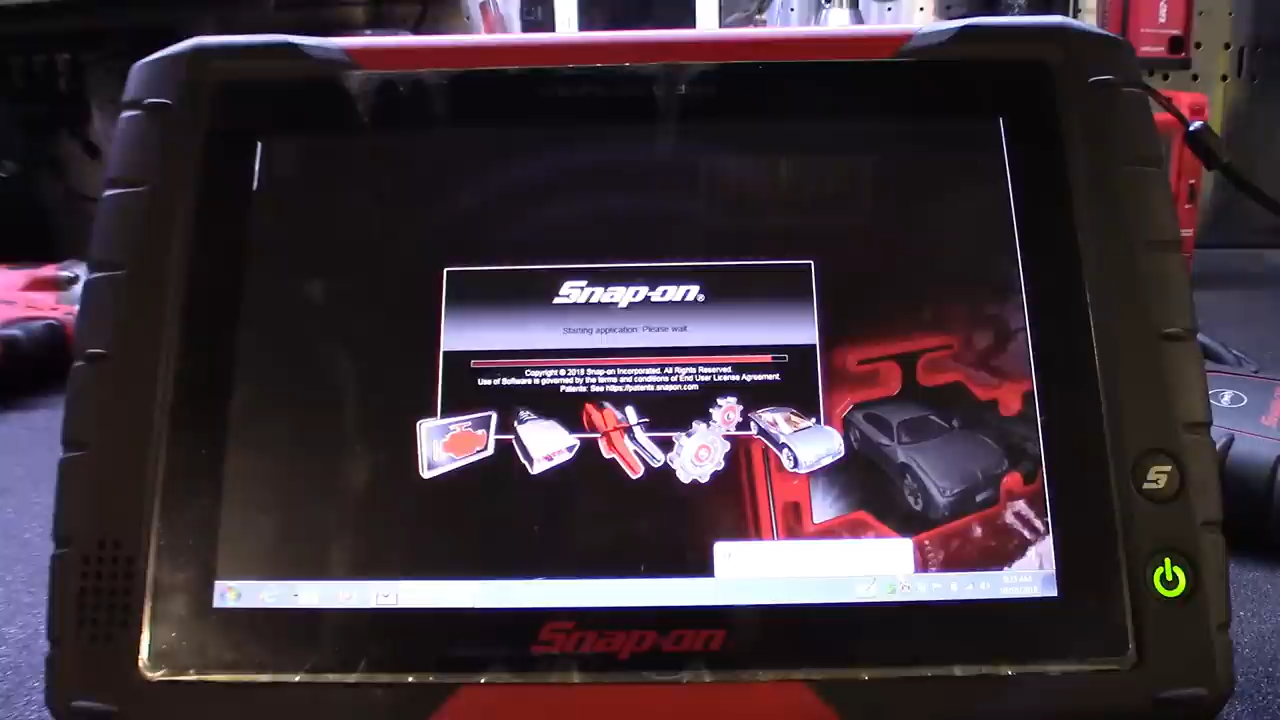 Snap-on®
Starting application. Please wait.
Copyright © 2018 Snap-on Incorporated. All Rights Reserved.
Use of Software is governed by the terms and conditions of End User License Agreement.
Patents: See https://patents.snapon.com
S
Snap-on